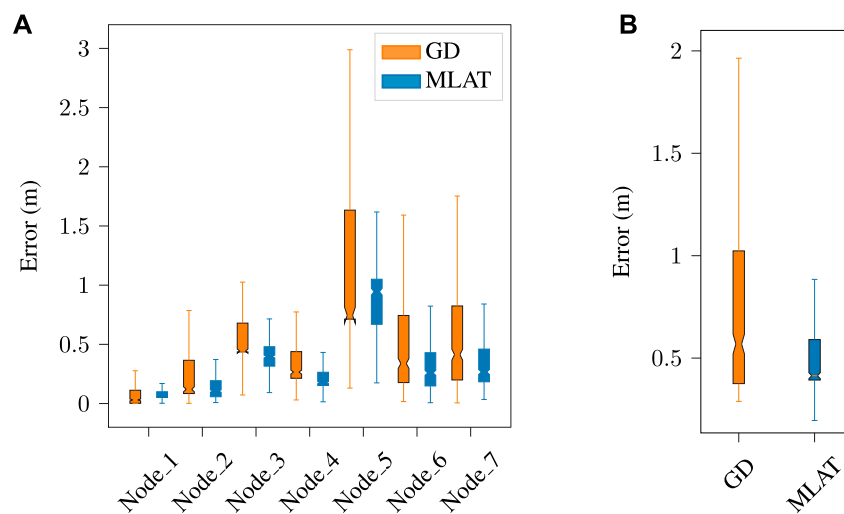 A
Error (m)
3
2.5
2
1.5
1
0.5
0
GD
MLAT
Node_1
Node_2
Node_3
Node_4
Node_5
Node_6
Node_7
B
Error (m)
2
1.5
1
0.5
GD
MLAT